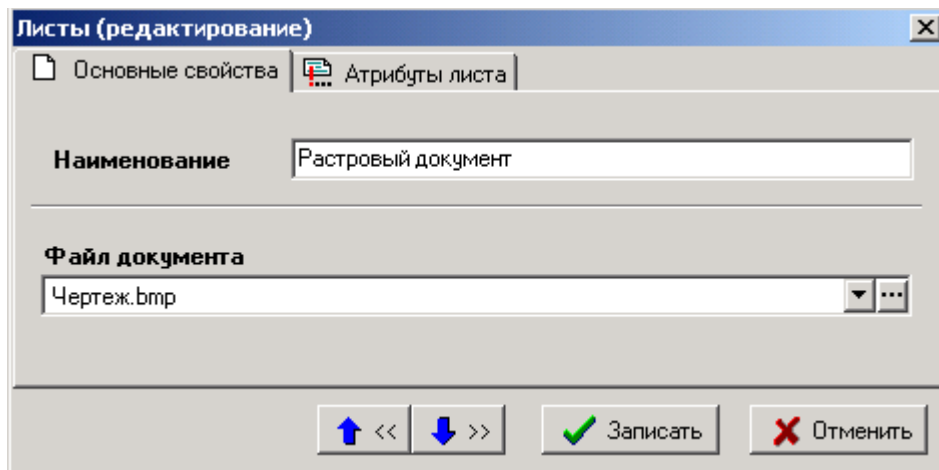 Листы (редактирование)
Основные свойства Атрибуты листа
Наименование Растровый документ
Файл документа
Чертеж.bmp
<< >> Записать Отменить